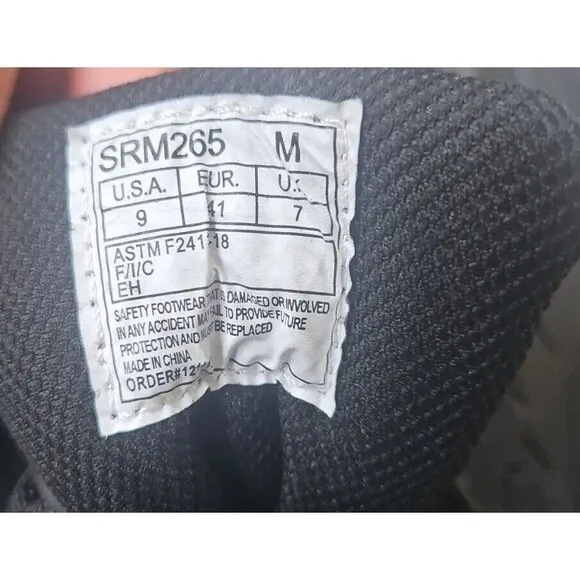 SRM265 M
U.S.A. EUR.
9 41 7
ASTM F2413-18
F/I/C
EH
SAFETY FOOTWEAR THAT IS DAMAGED OR INVOLVED
IN ANY ACCIDENT MAY FAIL TO PROVIDE FUTURE
PROTECTION AND MUST BE REPLACED
MADE IN CHINA